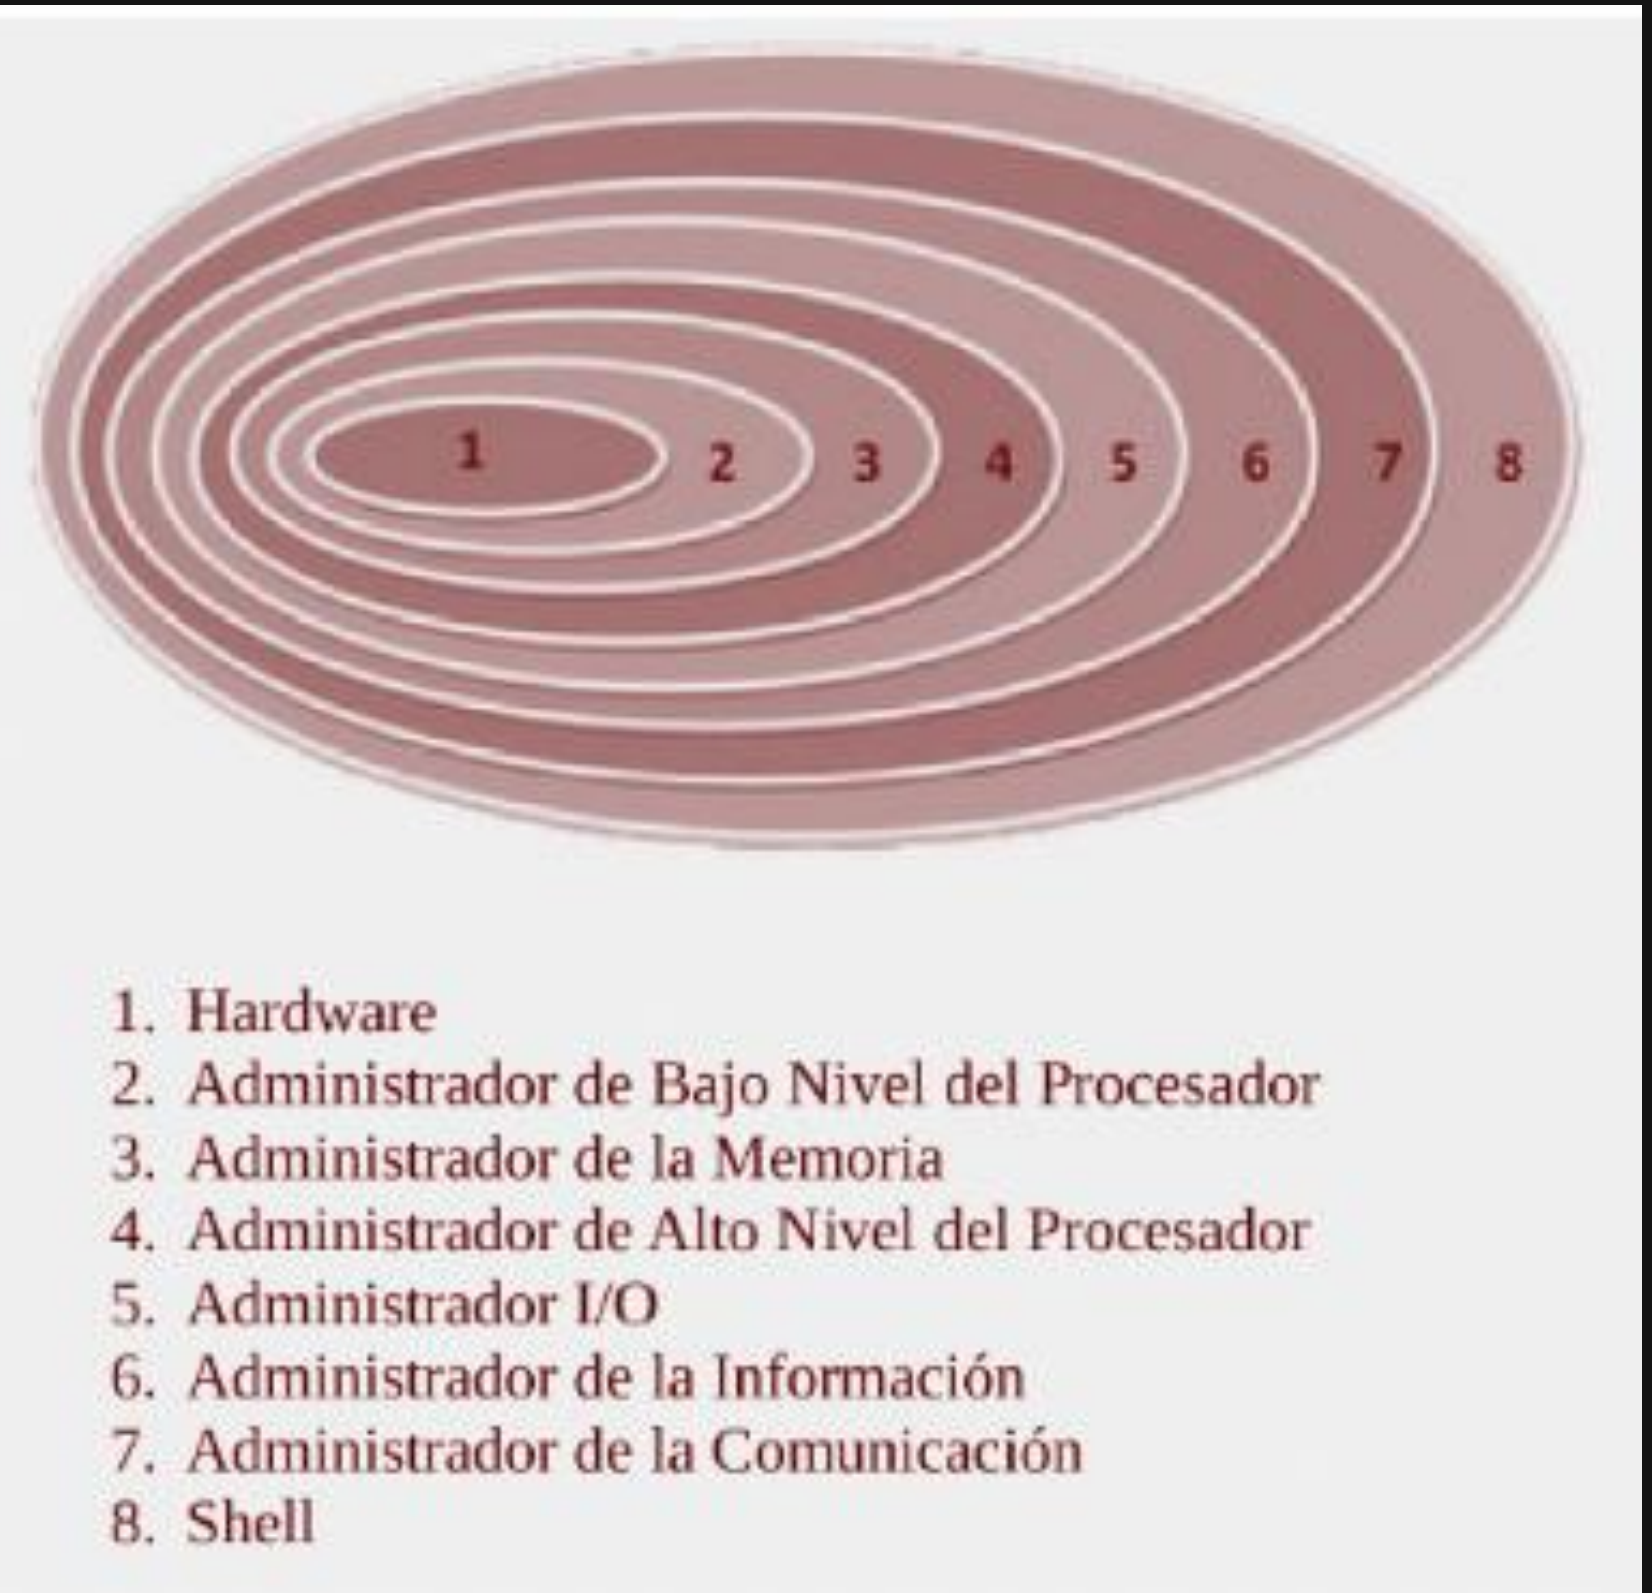 1 2 3 4 5 6 7 8
1. Hardware
2. Administrador de Bajo Nivel del Procesador
3. Administrador de la Memoria
4. Administrador de Alto Nivel del Procesador
5. Administrador I/O
6. Administrador de la Información
7. Administrador de la Comunicación
8. Shell